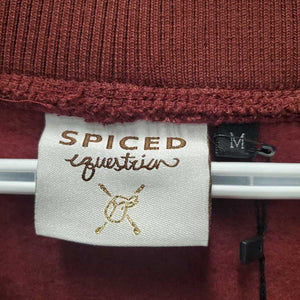 SPICED
equestrian
M